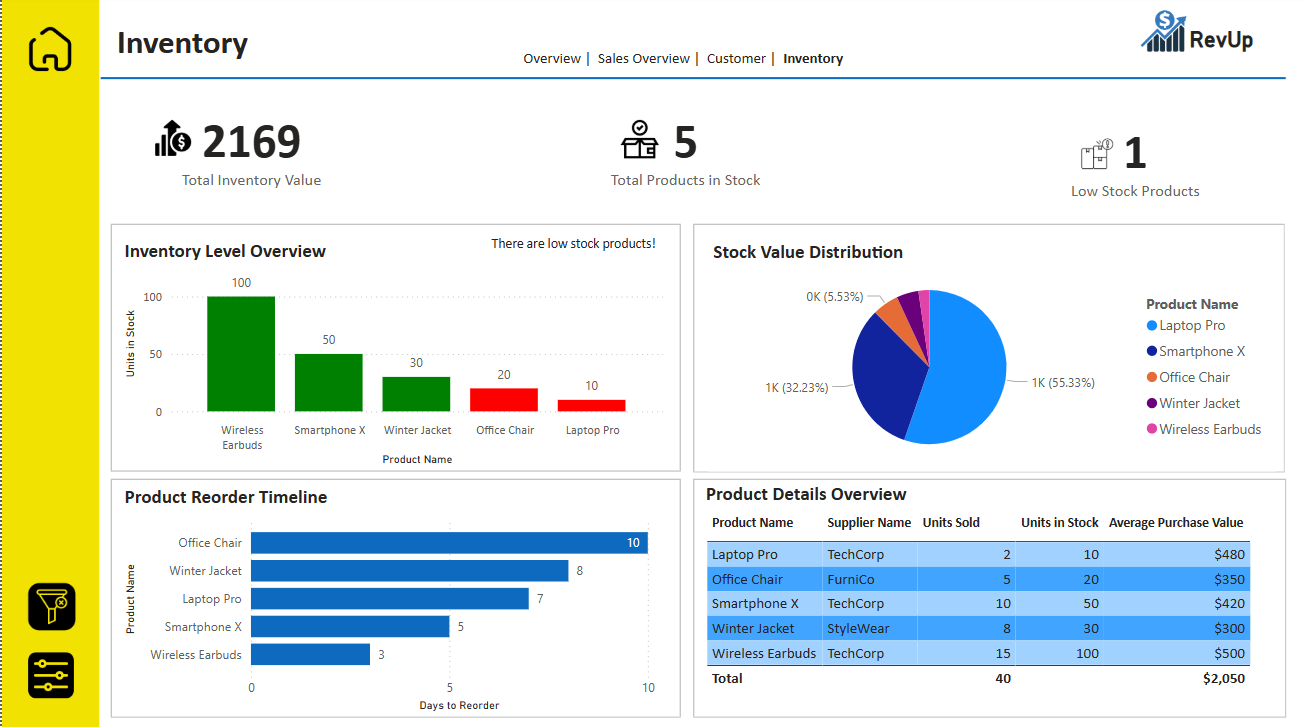 Inventory
Overview | Sales Overview | Customer | Inventory
$
RevUp
$
2169
Total Inventory Value
5
Total Products in Stock
1
Low Stock Products
Inventory Level Overview
There are low stock products!
Units in Stock
100
50
0
100
50
30
20
10
Wireless
Earbuds
Smartphone X
Winter Jacket
Office Chair
Laptop Pro
Product Name
Stock Value Distribution
0K (5.53%)
1K (32.23%)
1K (55.33%)
Product Name
Laptop Pro
Smartphone X
Office Chair
Winter Jacket
Wireless Earbuds
Product Reorder Timeline
Product Name
Office Chair 10
Winter Jacket 8
Laptop Pro 7
Smartphone X 5
Wireless Earbuds 3
0 5 10
Days to Reorder
Product Details Overview
Product Name Supplier Name Units Sold Units in Stock Average Purchase Value
Laptop Pro TechCorp 2 10 $480
Office Chair FurniCo 5 20 $350
Smartphone X TechCorp 10 50 $420
Winter Jacket StyleWear 8 30 $300
Wireless Earbuds TechCorp 15 100 $500
Total 40 $2,050